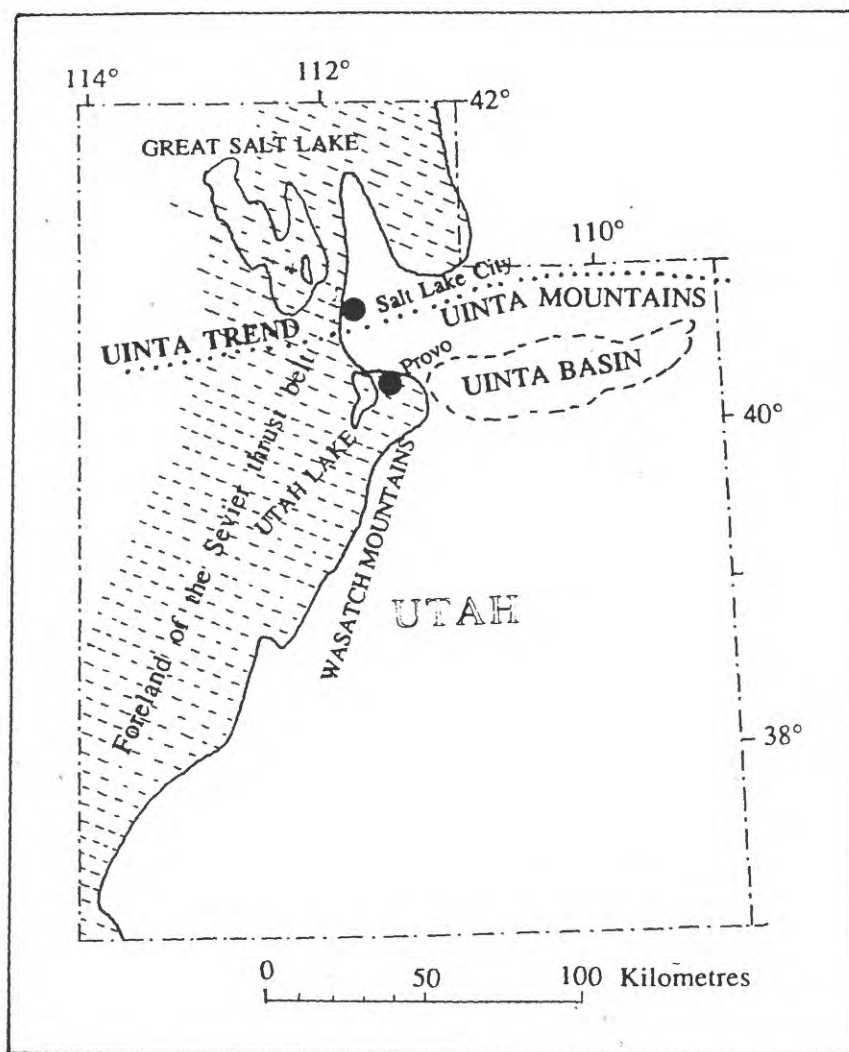 114°
112°
42°
GREAT SALT LAKE
110°
Salt Lake City
UINTA MOUNTAINS
UINTA TREND
Provo
UINTA BASIN
40°
UTAH LAKE
Foreland of the Sevier thrust belt
WASATCH MOUNTAINS
UTAH
38°
0 50 100 Kilometres